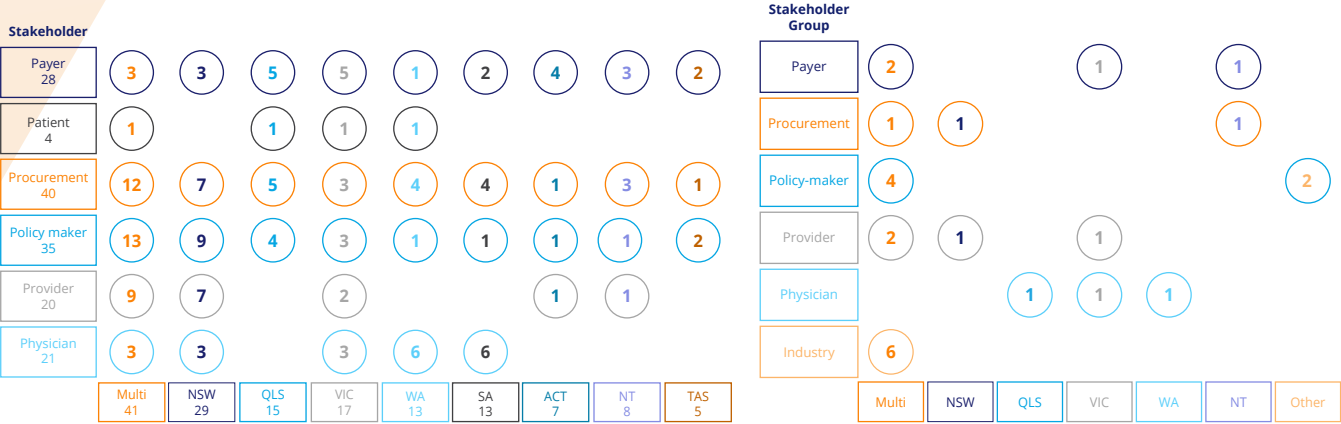 Stakeholder
Payer
28
3 3 5 5 1 2 4 3 2
Patient
4
1 1 1 1
Procurement
40
12 7 5 3 4 4 1 3 1
Policy maker
35
13 9 4 3 1 1 1 1 2
Provider
20
9 7 2 1 1
Physician
21
3 3 3 6 6
Multi NSW QLS VIC WA SA ACT NT TAS
41 29 15 17 13 13 7 8 5
Stakeholder
Group
Payer 2 1 1
Procurement 1 1 1
Policy-maker 4 2
Provider 2 1 1
Physician 1 1 1
Industry 6
Multi NSW QLS VIC WA NT Other